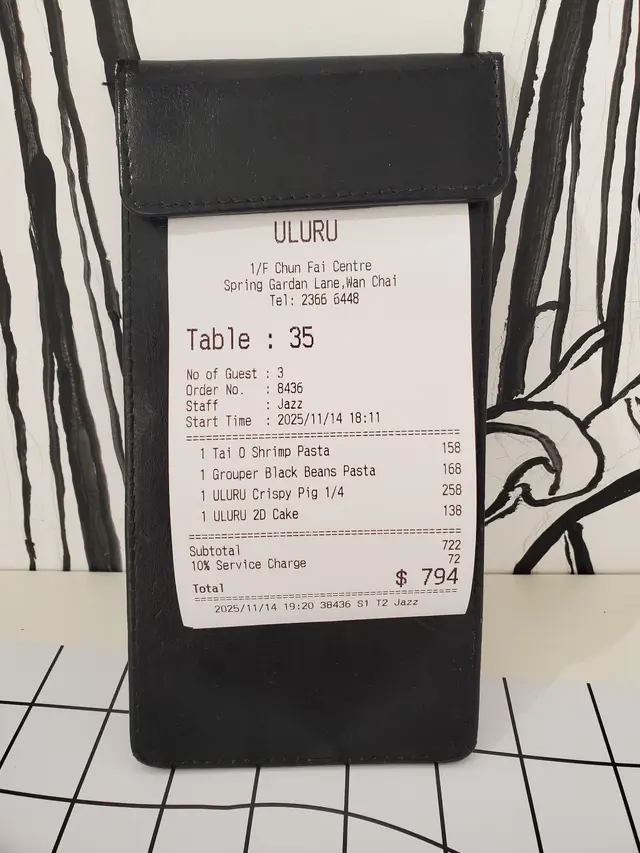 ULURU
1/F Chun Fai Centre
Spring Gardan Lane,Wan Chai
Tel: 2366 6448
Table : 35
No of Guest : 3
Order No. : 8436
Staff : Jazz
Start Time : 2025/11/14 18:11
================================
1 Tai O Shrimp Pasta 158
1 Grouper Black Beans Pasta 168
1 ULURU Crispy Pig 1/4 258
1 ULURU 2D Cake 138
================================
Subtotal 722
10% Service Charge 72
Total $ 794
================================
2025/11/14 19:20 38436 S1 T2 Jazz